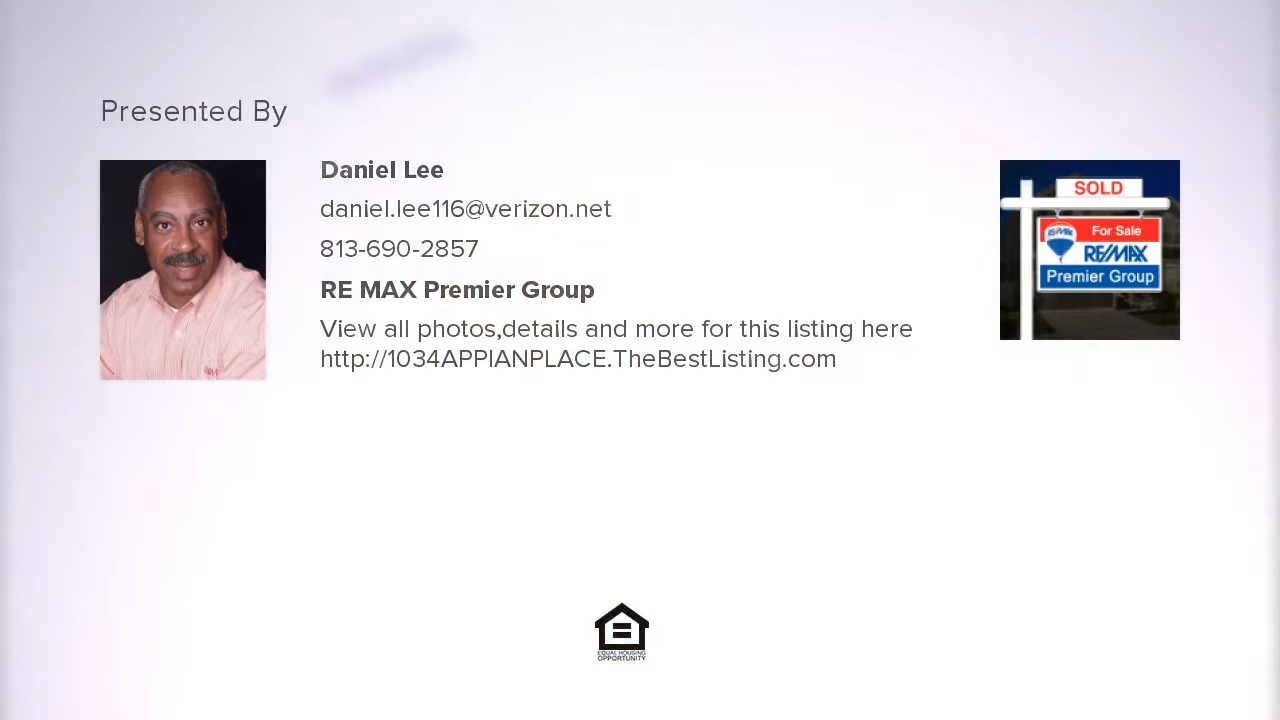 Presented By
Daniel Lee
daniel.lee116@verizon.net
813-690-2857
RE MAX Premier Group
View all photos,details and more for this listing here
http://1034APPIANPLACE.TheBestListing.com
SOLD
For Sale
RE/MAX
RE/MAX
Premier Group
EQUAL HOUSING
OPPORTUNITY